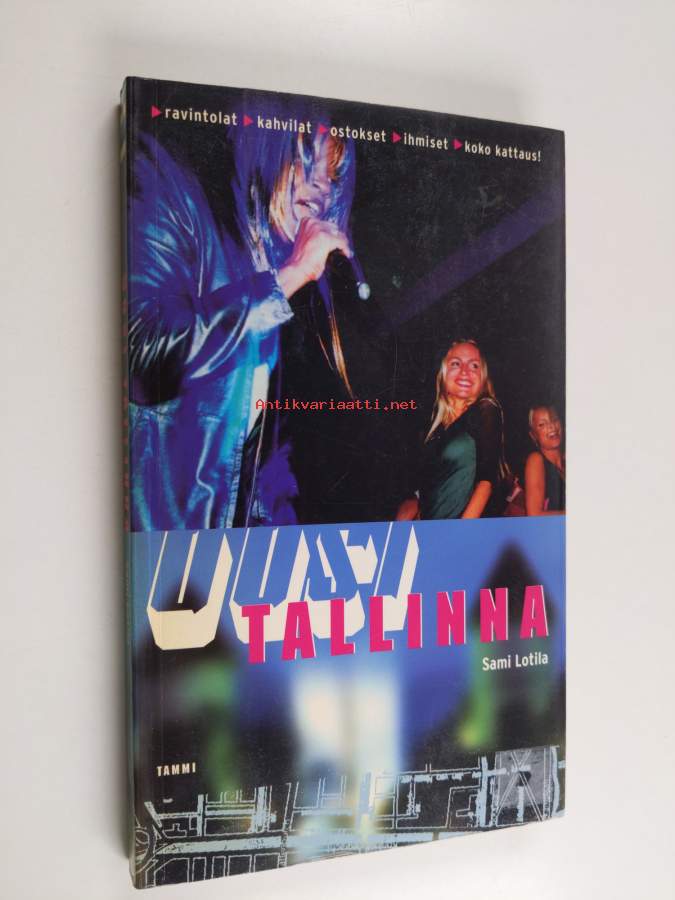 ▶ravintolat ▶kahvilat ▶ostokset ▶ihmiset ▶koko kattaus!
Antikvariaatti.net
UUSI
TALLINNA
Sami Lotila
TAMMI